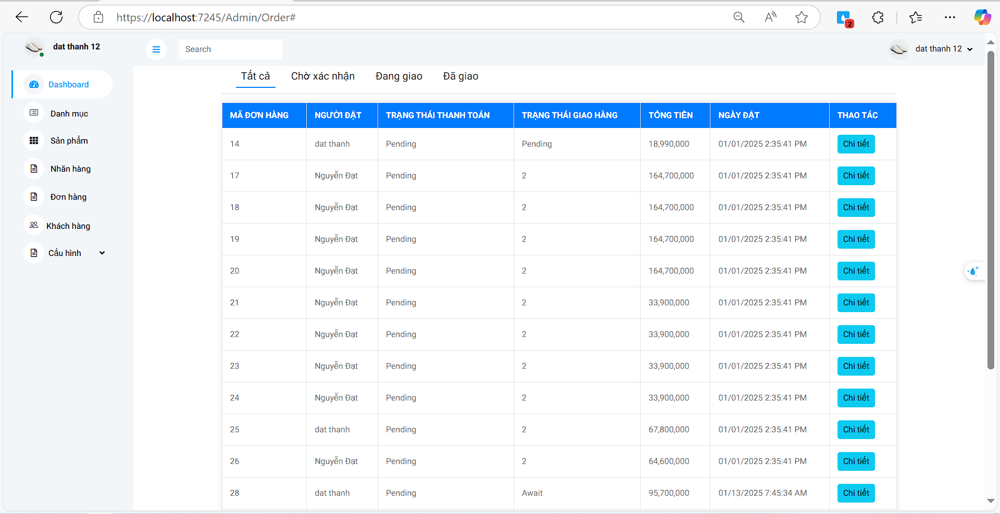 https://localhost:7245/Admin/Order#
2
dat thanh 12
Search
dat thanh 12
Dashboard
Danh mục
Sản phẩm
Nhãn hàng
Đơn hàng
Khách hàng
Cấu hình
Tất cả Chờ xác nhận Đang giao Đã giao
MÃ ĐƠN HÀNG NGƯỜI ĐẶT TRẠNG THÁI THANH TOÁN TRẠNG THÁI GIAO HÀNG TỔNG TIỀN NGÀY ĐẶT THAO TÁC
14 dat thanh Pending Pending 18,990,000 01/01/2025 2:35:41 PM Chi tiết
17 Nguyễn Đạt Pending 2 164,700,000 01/01/2025 2:35:41 PM Chi tiết
18 Nguyễn Đạt Pending 2 164,700,000 01/01/2025 2:35:41 PM Chi tiết
19 Nguyễn Đạt Pending 2 164,700,000 01/01/2025 2:35:41 PM Chi tiết
20 Nguyễn Đạt Pending 2 164,700,000 01/01/2025 2:35:41 PM Chi tiết
21 Nguyễn Đạt Pending 2 33,900,000 01/01/2025 2:35:41 PM Chi tiết
22 Nguyễn Đạt Pending 2 33,900,000 01/01/2025 2:35:41 PM Chi tiết
23 Nguyễn Đạt Pending 2 33,900,000 01/01/2025 2:35:41 PM Chi tiết
24 Nguyễn Đạt Pending 2 33,900,000 01/01/2025 2:35:41 PM Chi tiết
25 dat thanh Pending 2 67,800,000 01/01/2025 2:35:41 PM Chi tiết
26 Nguyễn Đạt Pending 2 64,600,000 01/01/2025 2:35:41 PM Chi tiết
28 dat thanh Pending Await 95,700,000 01/13/2025 7:45:34 AM Chi tiết